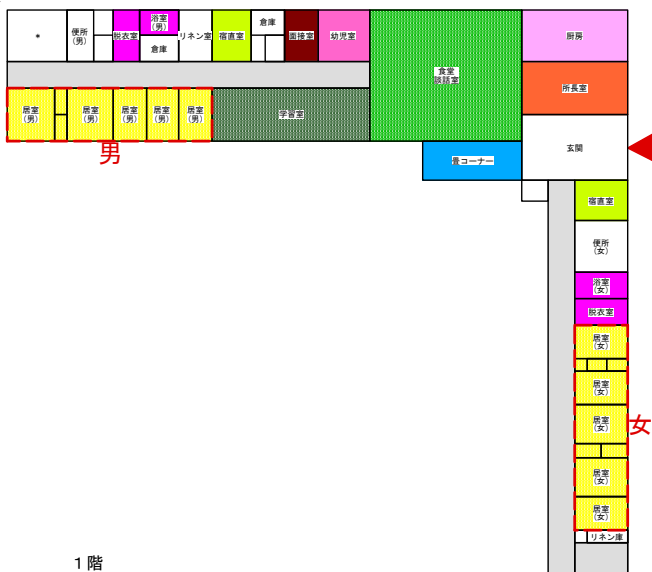 *
便所
(男)
脱衣室
浴室
(男)
倉庫
リネン室
宿直室
倉庫
面接室
幼児室
食堂
談話室
厨房
所長室
居室
(男)
居室
(男)
居室
(男)
居室
(男)
居室
(男)
学習室
男
畳コーナー
玄関
宿直室
便所
(女)
浴室
(女)
脱衣室
居室
(女)
居室
(女)
居室
(女)
女
居室
(女)
居室
(女)
リネン庫
1階